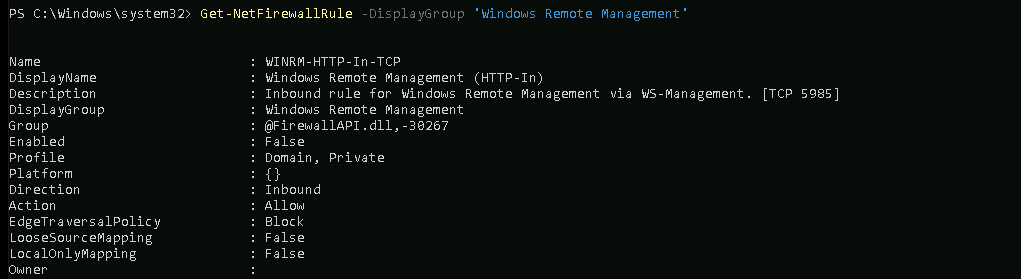 PS C:\Windows\system32> Get-NetFirewallRule -DisplayGroup 'Windows Remote Management'
Name : WINRM-HTTP-In-TCP
DisplayName : Windows Remote Management (HTTP-In)
Description : Inbound rule for Windows Remote Management via WS-Management. [TCP 5985]
DisplayGroup : Windows Remote Management
Group : @FirewallAPI.dll,-30267
Enabled : False
Profile : Domain, Private
Platform : {}
Direction : Inbound
Action : Allow
EdgeTraversalPolicy : Block
LooseSourceMapping : False
LocalOnlyMapping : False
Owner :